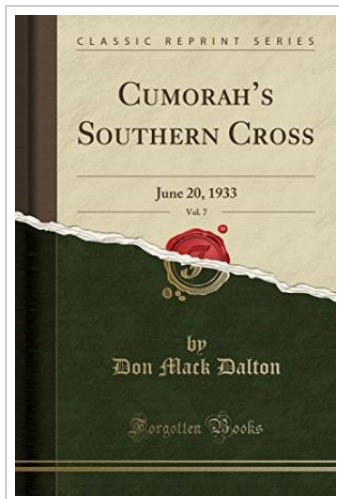 CLASSIC REPRINT SERIES
CUMORAH'S
SOUTHERN CROSS
June 20, 1933
Vol. 7
by
Don Mack Dalton
Forgotten Books